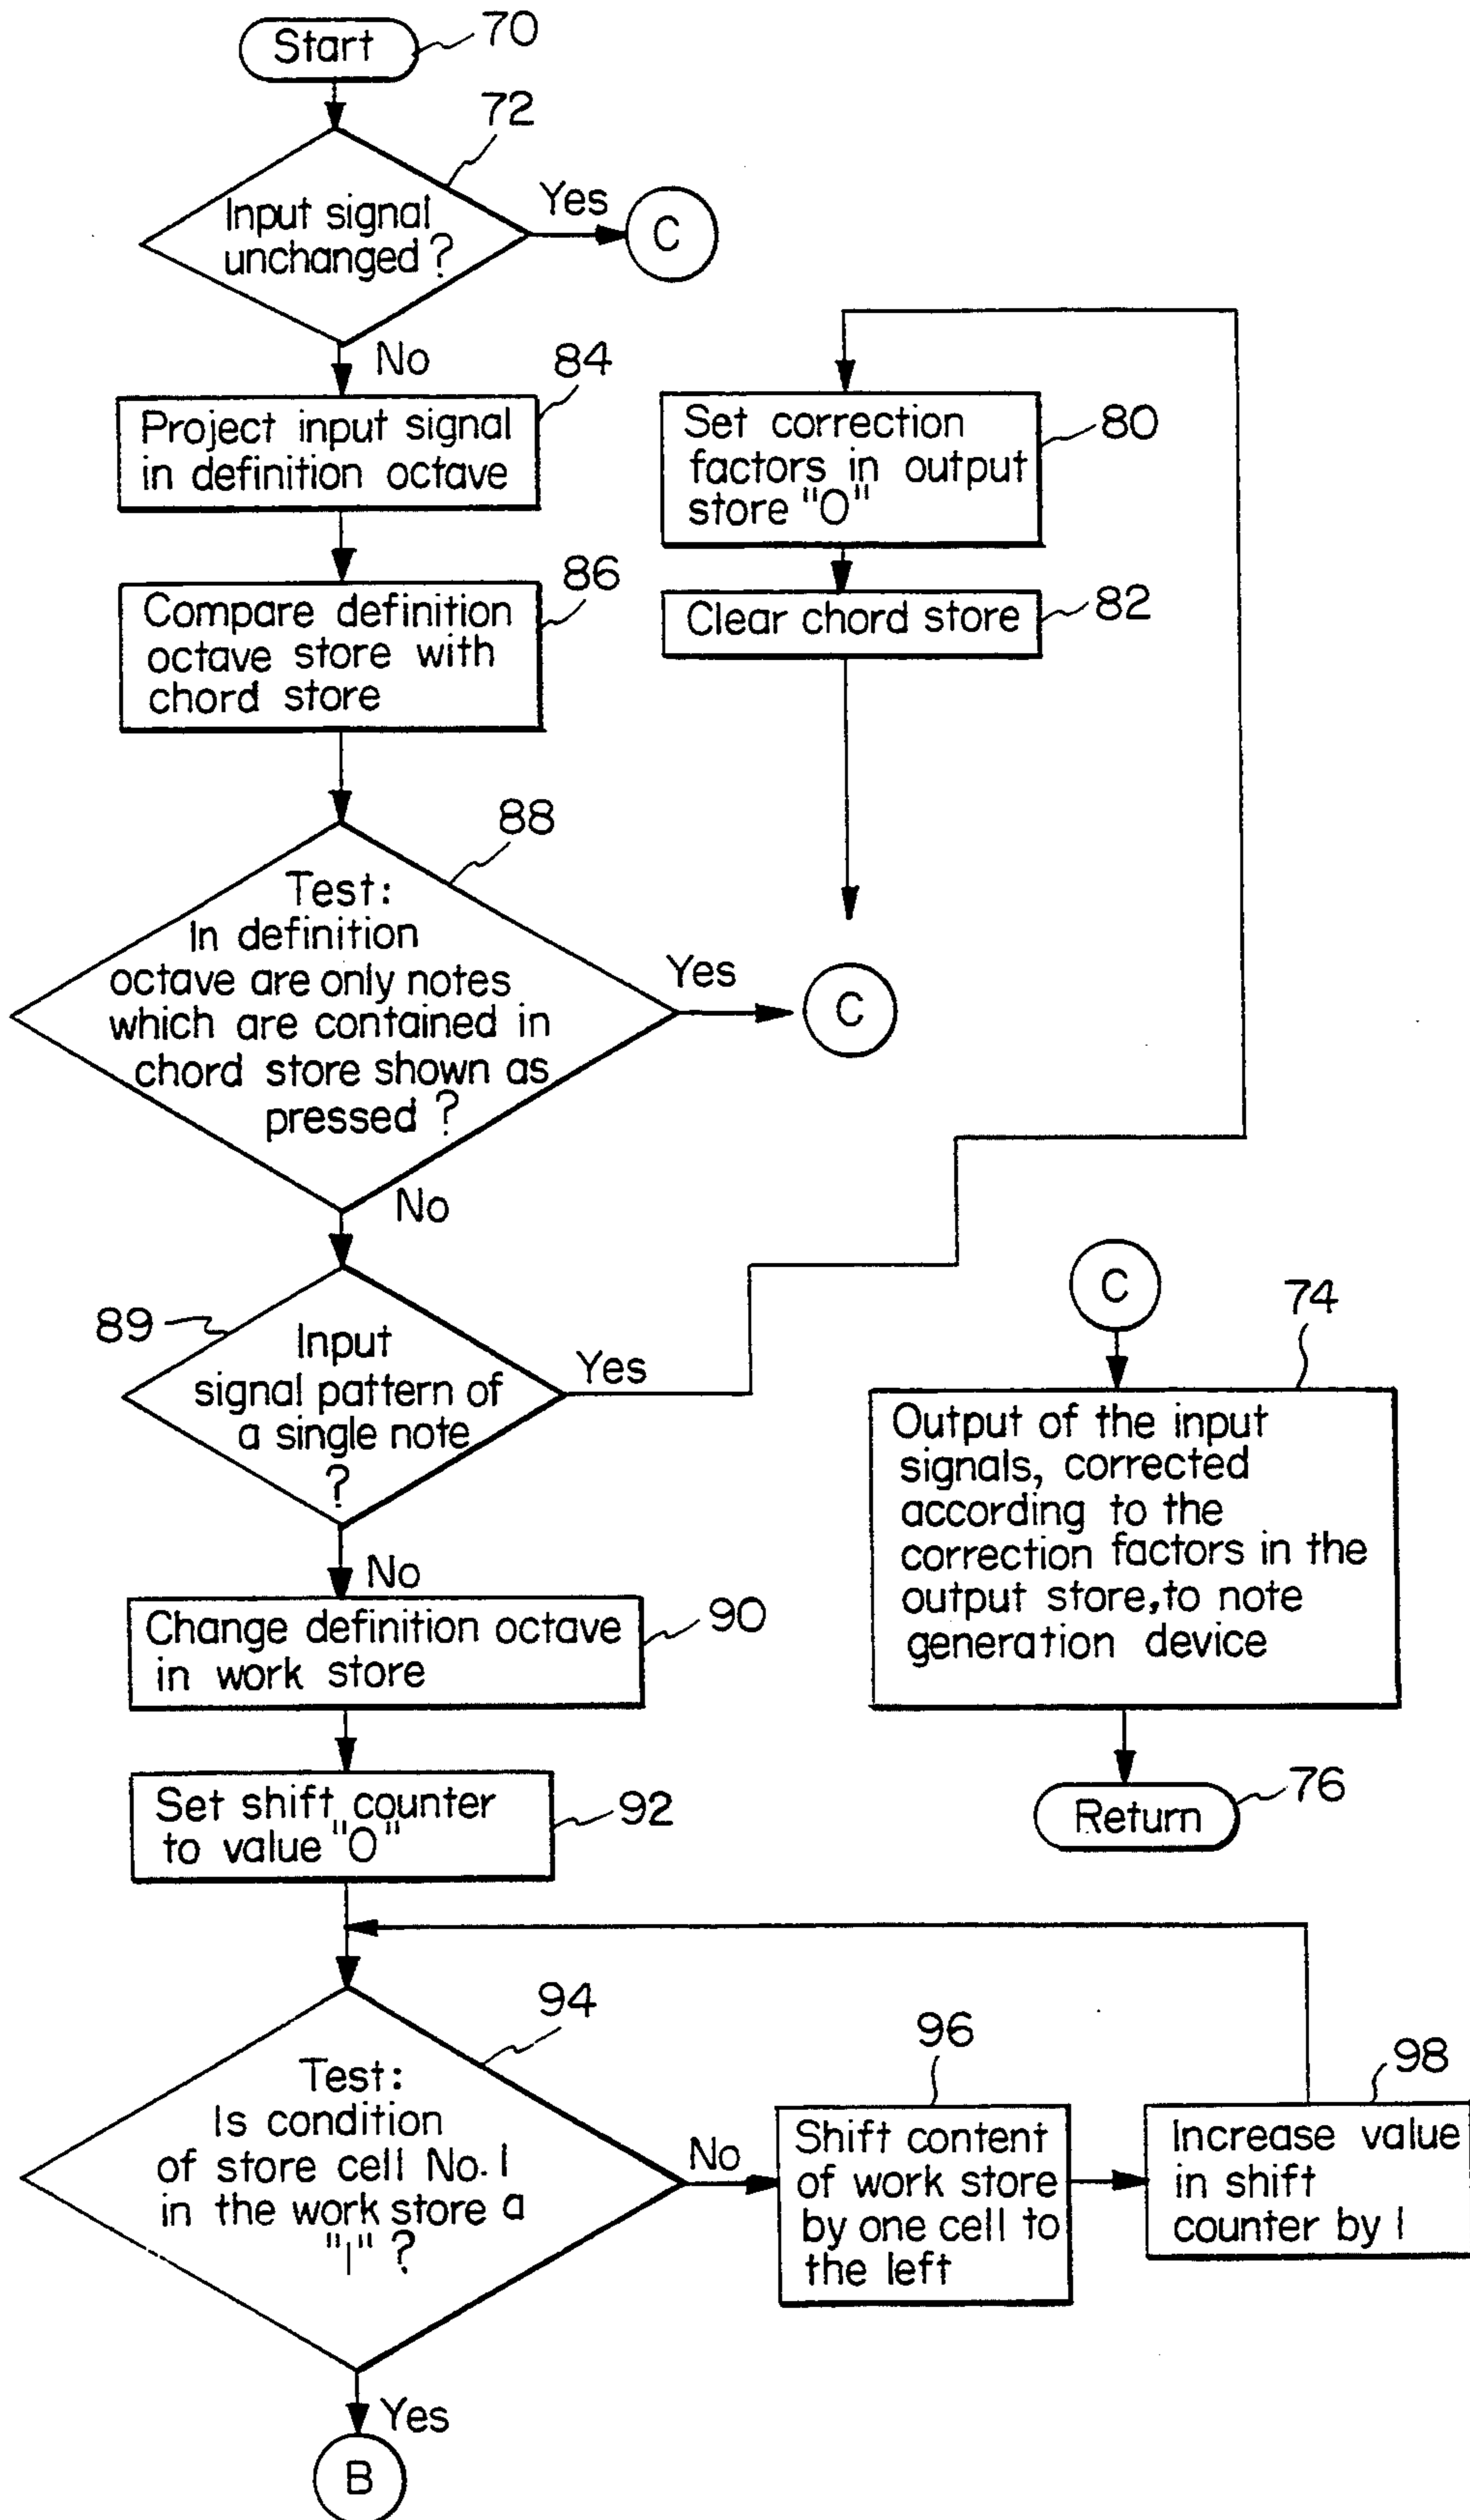 Start
70
72
Input signal
unchanged ?
Yes
C
No
84
Project input signal
in definition octave
80
Set correction
factors in output
store "O"
86
Compare definition
octave store with
chord store
82
Clear chord store
88
Test:
In definition
octave are only notes
which are contained in
chord store shown as
pressed ?
Yes
C
No
89
Input
signal pattern of
a single note
?
Yes
C
74
Output of the input
signals, corrected
according to the
correction factors in the
output store, to note
generation device
No
90
Change definition octave
in work store
76
Return
92
Set shift counter
to value "O"
94
Test:
Is condition
of store cell No. 1
in the work store a
"1" ?
No
96
Shift content
of work store
by one cell to
the left
98
Increase value
in shift
counter by 1
Yes
B